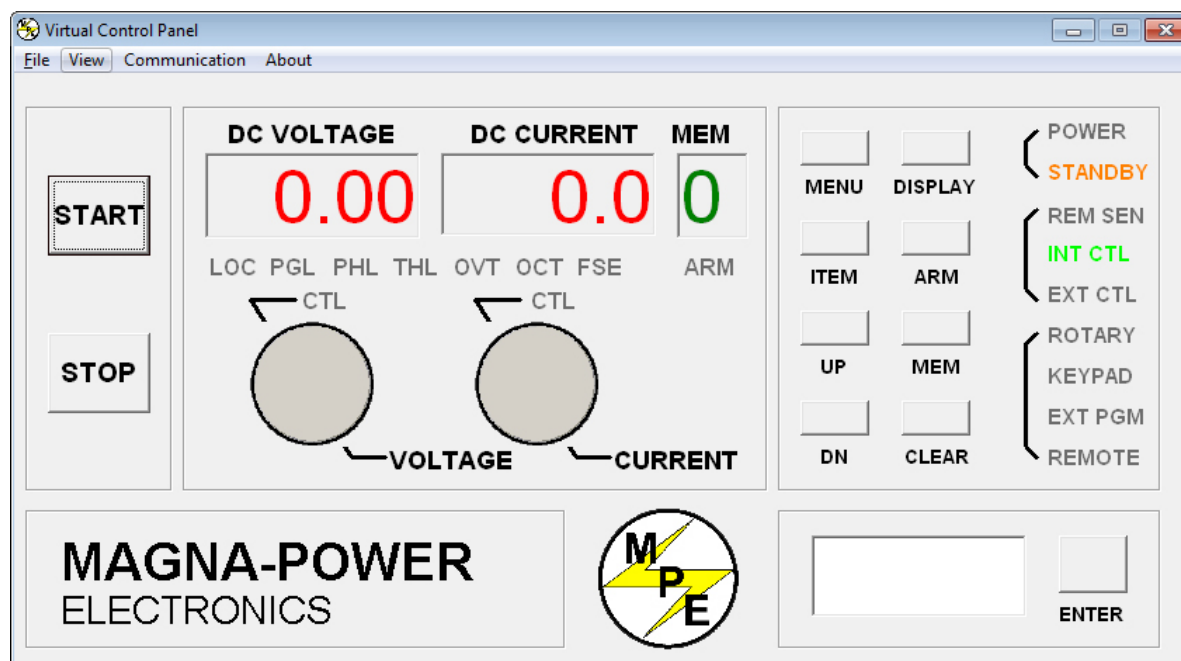 Virtual Control Panel
File View Communication About
START
STOP
DC VOLTAGE DC CURRENT MEM
0.00 0.0 0
LOC PGL PHL THL OVT OCT FSE ARM
CTL CTL
VOLTAGE CURRENT
MENU DISPLAY
ITEM ARM
UP MEM
DN CLEAR
POWER
STANDBY
REM SEN
INT CTL
EXT CTL
ROTARY
KEYPAD
EXT PGM
REMOTE
MAGNA-POWER
ELECTRONICS
MPE
ENTER